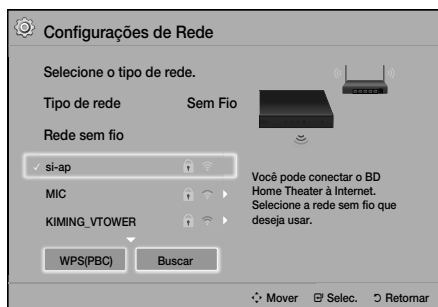 Configurações de Rede
Selecione o tipo de rede.
Tipo de rede Sem Fio
Rede sem fio
si-ap
MIC
KIMING_VTOWER
WPS(PBC) Buscar
Você pode conectar o BD
Home Theater à Internet.
Selecione a rede sem fio que
deseja usar.
Mover Selec. Retornar